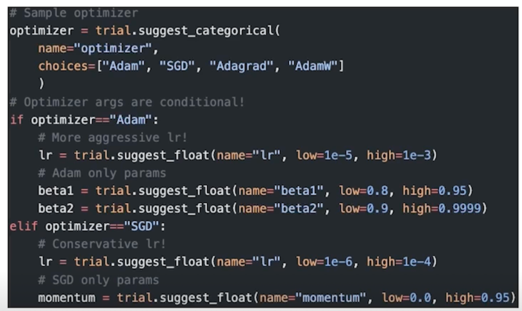 # Sample optimizer
optimizer = trial.suggest_categorical(
    name="optimizer",
    choices=["Adam", "SGD", "Adagrad", "AdamW"]
    )
# Optimizer args are conditional!
if optimizer=="Adam":
    # More aggressive lr!
    lr = trial.suggest_float(name="lr", low=1e-5, high=1e-3)
    # Adam only params
    beta1 = trial.suggest_float(name="beta1", low=0.8, high=0.95)
    beta2 = trial.suggest_float(name="beta2", low=0.9, high=0.9999)
elif optimizer=="SGD":
    # Conservative lr!
    lr = trial.suggest_float(name="lr", low=1e-6, high=1e-4)
    # SGD only params
    momentum = trial.suggest_float(name="momentum", low=0.0, high=0.95)